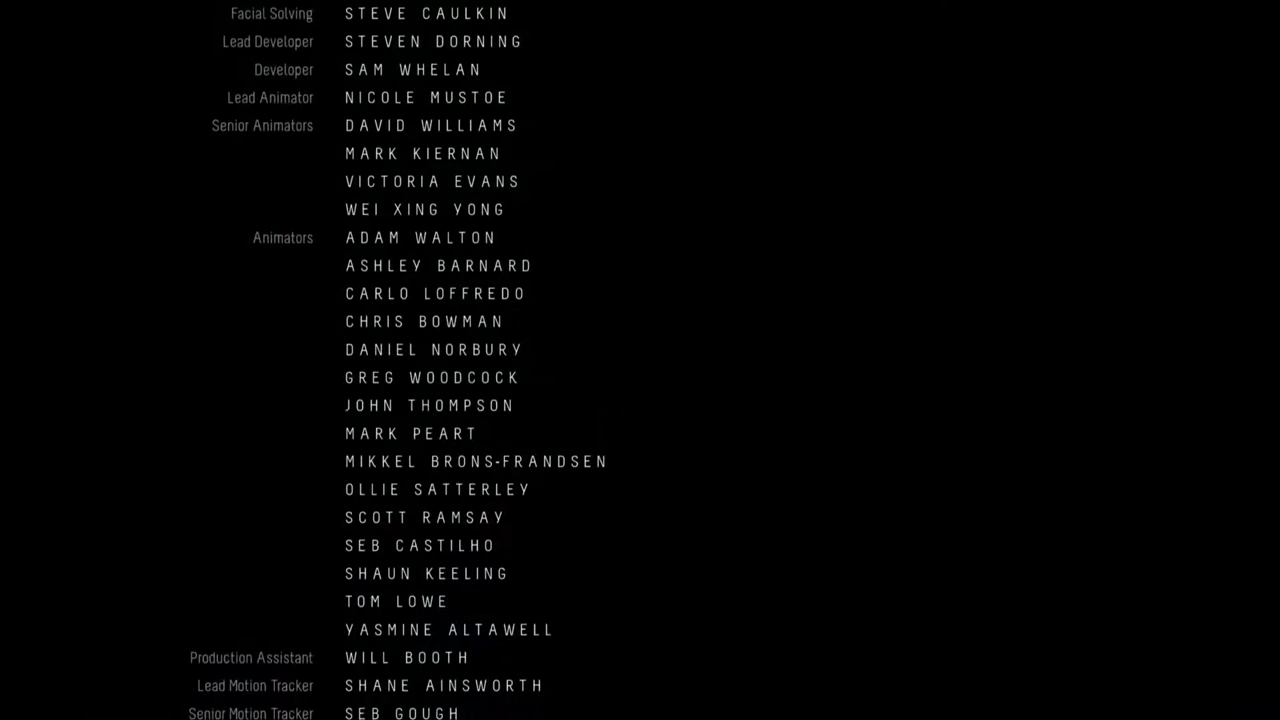 Facial Solving STEVE CAULKIN
Lead Developer STEVEN DORNING
Developer SAM WHELAN
Lead Animator NICOLE MUSTOE
Senior Animators DAVID WILLIAMS
MARK KIERNAN
VICTORIA EVANS
WEI XING YONG
Animators ADAM WALTON
ASHLEY BARNARD
CARLO LOFFREDO
CHRIS BOWMAN
DANIEL NORBURY
GREG WOODCOCK
JOHN THOMPSON
MARK PEART
MIKKEL BRONS-FRANDSEN
OLLIE SATTERLEY
SCOTT RAMSAY
SEB CASTILHO
SHAUN KEELING
TOM LOWE
YASMINE ALTAWELL
Production Assistant WILL BOOTH
Lead Motion Tracker SHANE AINSWORTH
Senior Motion Tracker SEB GOUGH